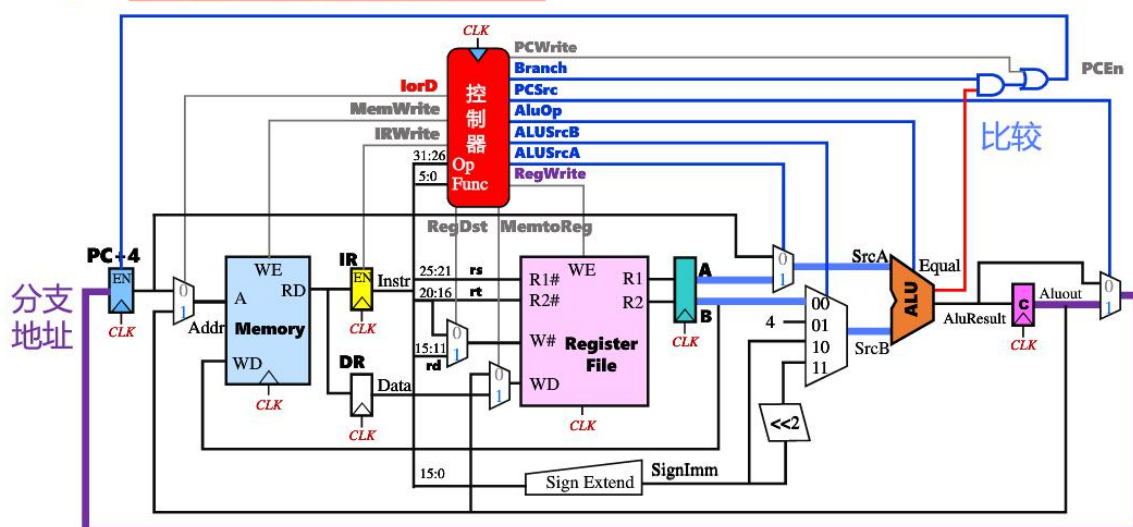 CLK
PCWrite
Branch
PCSrc
AluOp
ALUSrcB
ALUSrcA
RegWrite
PCEn
IorD
MemWrite
IRWrite
控制器
31:26
Op
5:0
Func
RegDst
MemtoReg
比较
PC+4
EN
CLK
分支
地址
0
1
Addr
WE
A
RD
Memory
WD
CLK
IR
EN
Instr
CLK
DR
Data
CLK
25:21
rs
20:16
rt
15:11
rd
0
1
0
1
WE
R1#
R1
R2#
R2
W#
Register
File
WD
CLK
A
B
CLK
0
1
4
00
01
10
11
<<2
SrcA
SrcB
ALU
Equal
AluResult
C
Aluout
CLK
0
1
15:0
Sign Extend
SignImm